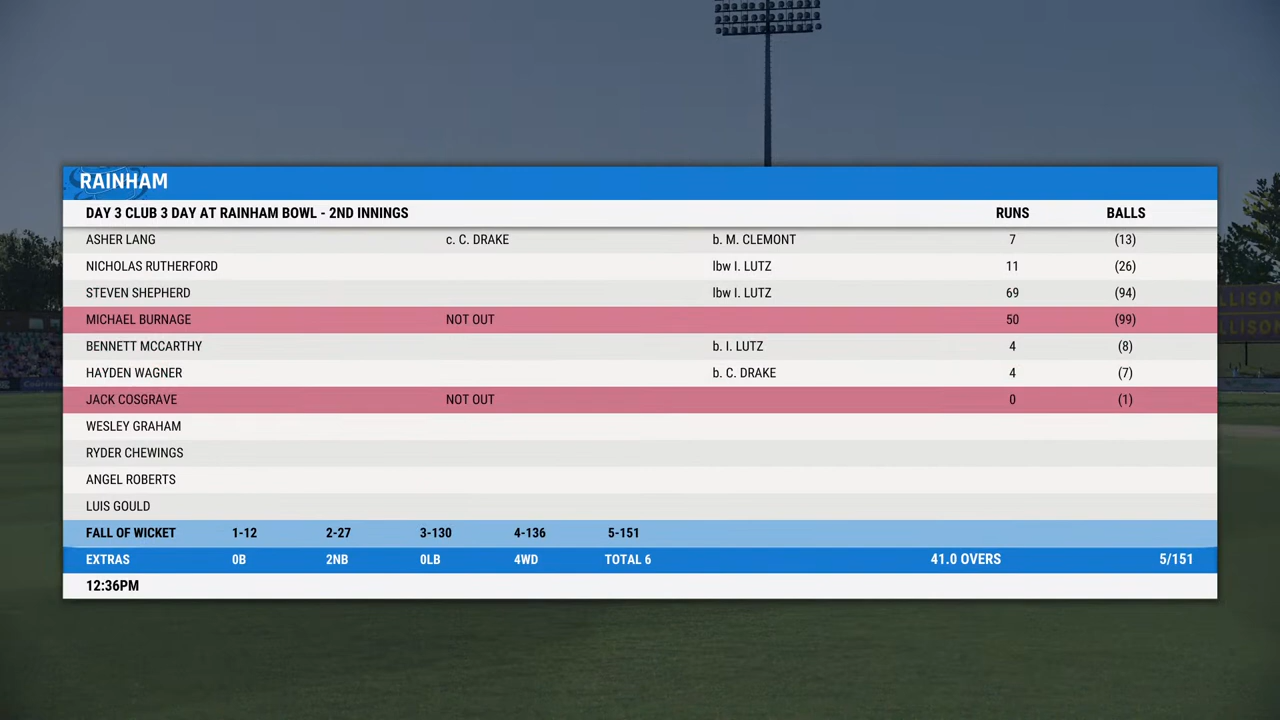 RAINHAM
DAY 3 CLUB 3 DAY AT RAINHAM BOWL - 2ND INNINGS RUNS BALLS
ASHER LANG c. C. DRAKE b. M. CLEMONT 7 (13)
NICHOLAS RUTHERFORD lbw I. LUTZ 11 (26)
STEVEN SHEPHERD lbw I. LUTZ 69 (94)
MICHAEL BURNAGE NOT OUT 50 (99)
BENNETT MCCARTHY b. I. LUTZ 4 (8)
HAYDEN WAGNER b. C. DRAKE 4 (7)
JACK COSGRAVE NOT OUT 0 (1)
WESLEY GRAHAM
RYDER CHEWINGS
ANGEL ROBERTS
LUIS GOULD
FALL OF WICKET 1-12 2-27 3-130 4-136 5-151
EXTRAS 0B 2NB 0LB 4WD TOTAL 6 41.0 OVERS 5/151
12:36PM